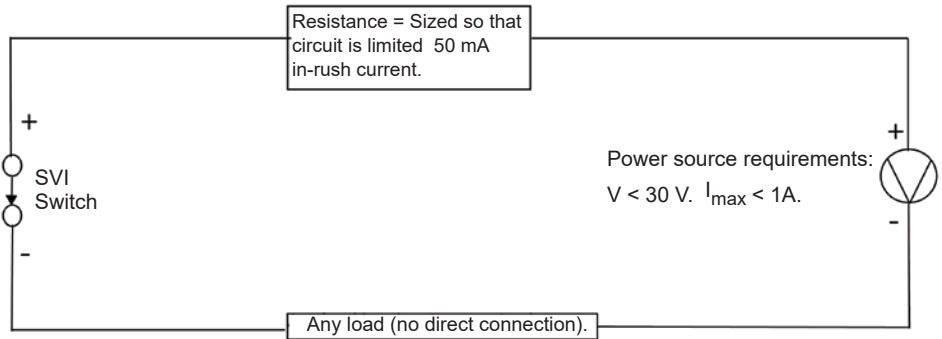 Resistance = Sized so that
circuit is limited 50 mA
in-rush current.
+
SVI
Switch
-
Power source requirements:
V < 30 V. Imax < 1A.
+
-
Any load (no direct connection).